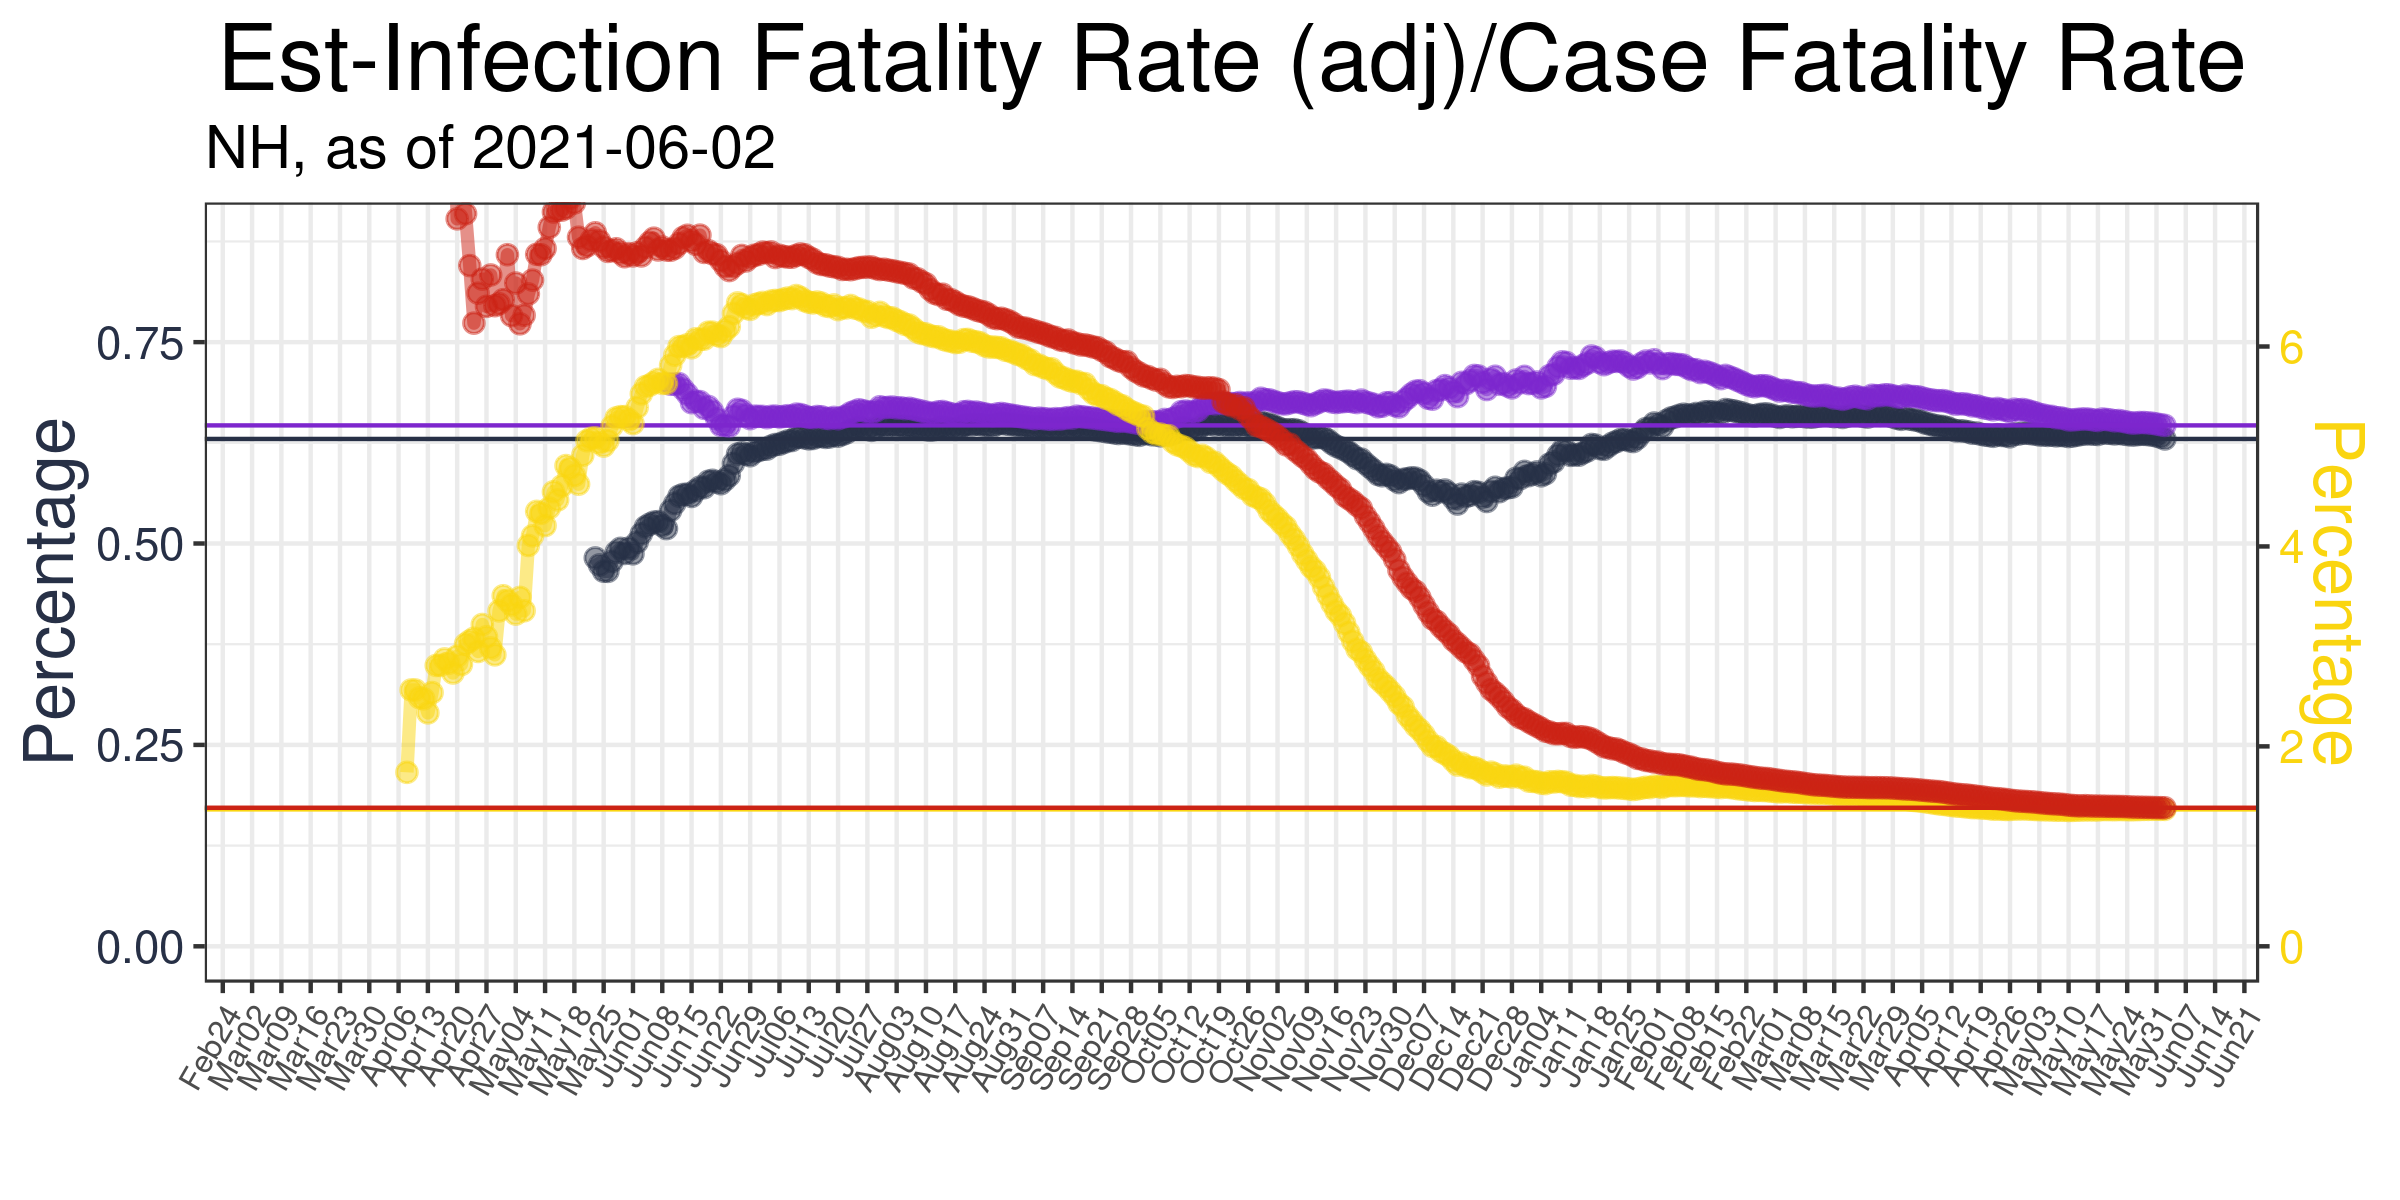 Est-Infection Fatality Rate (adj)/Case Fatality Rate
NH, as of 2021-06-02
Percentage
0.75
0.50
0.25
0.00
6
4
2
0
Percentage
Feb24
Mar02
Mar09
Mar16
Mar23
Mar30
Apr06
Apr13
Apr20
Apr27
May04
May11
May18
May25
Jun01
Jun08
Jun15
Jun22
Jun29
Jul06
Jul13
Jul20
Jul27
Aug03
Aug10
Aug17
Aug24
Aug31
Sep07
Sep14
Sep21
Sep28
Oct05
Oct12
Oct19
Oct26
Nov02
Nov09
Nov16
Nov23
Nov30
Dec07
Dec14
Dec21
Dec28
Jan04
Jan11
Jan18
Jan25
Feb01
Feb08
Feb15
Feb22
Mar01
Mar08
Mar15
Mar22
Mar29
Apr05
Apr12
Apr19
Apr26
May03
May10
May17
May24
May31
Jun07
Jun14
Jun21